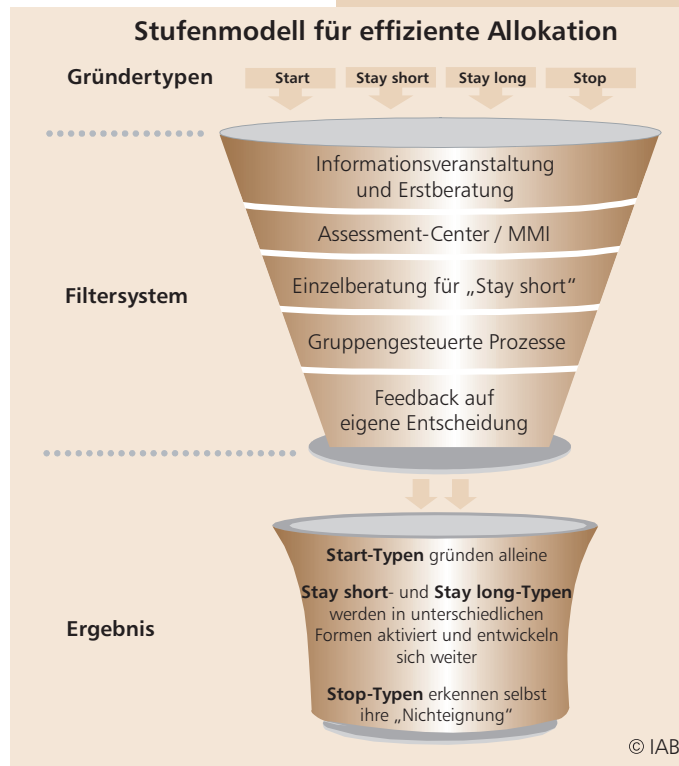 Stufenmodell für effiziente Allokation
Gründertypen
Start
Stay short
Stay long
Stop
Informationsveranstaltung
und Erstberatung
Assessment-Center / MMI
Filtersystem
Einzelberatung für „Stay short“
Gruppengesteuerte Prozesse
Feedback auf
eigene Entscheidung
Start-Typen gründen alleine
Stay short- und Stay long-Typen
werden in unterschiedlichen
Formen aktiviert und entwickeln
sich weiter
Ergebnis
Stop-Typen erkennen selbst
ihre „Nichteignung“
© IAB